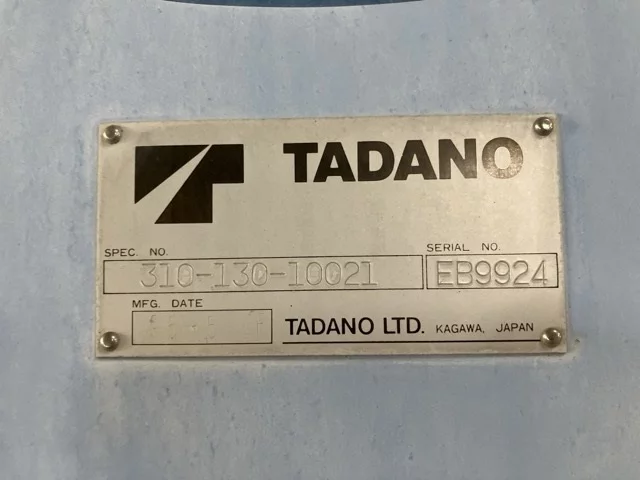 TADANO
SPEC. NO. SERIAL NO.
310-130-10021 EB9924
MFG. DATE
TADANO LTD. KAGAWA, JAPAN